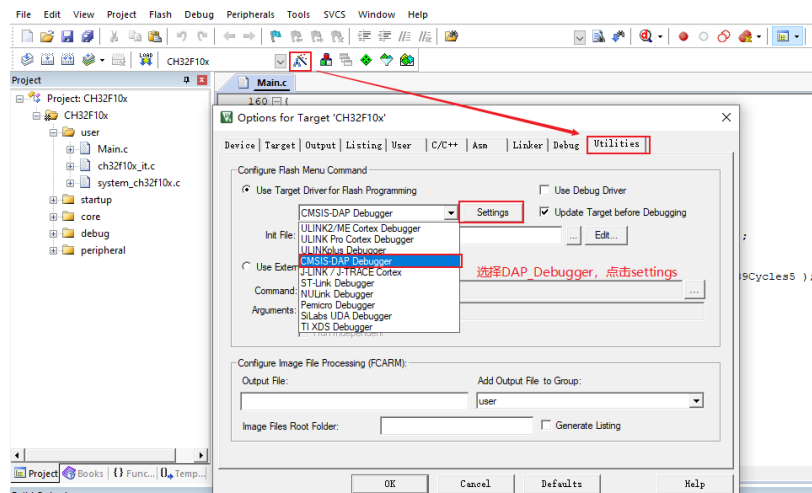 File Edit View Project Flash Debug Peripherals Tools SVCS Window Help
LOAD CH32F10x
Project
Main.c
Project: CH32F10x
160
CH32F10x
Options for Target 'CH32F10x'
user
Main.c
ch32f10x_it.c
system_ch32f10x.c
startup
core
debug
peripheral
Device Target Output Listing User C/C++ Asm Linker Debug Utilities
Configure Flash Menu Command
Use Target Driver for Flash Programming
Use Debug Driver
CMSIS-DAP Debugger
Settings
Update Target before Debugging
ULINK2/ME Cortex Debugger
ULINK Pro Cortex Debugger
ULINKplus Debugger
CMSIS-DAP Debugger
J-LINK / J-TRACE Cortex
ST-Link Debugger
NULink Debugger
Pemicro Debugger
SiLabs UDA Debugger
TI XDS Debugger
Init File:
... Edit...
;
Use Extern
选择DAP_Debugger，点击settings
9Cycles5 );
Command:
...
Arguments:
Run Independent
Configure Image File Processing (FCARM):
Output File:
Add Output File to Group:
user
Image Files Root Folder:
Generate Listing
Project Books {} Func... Temp...
OK Cancel Defaults Help